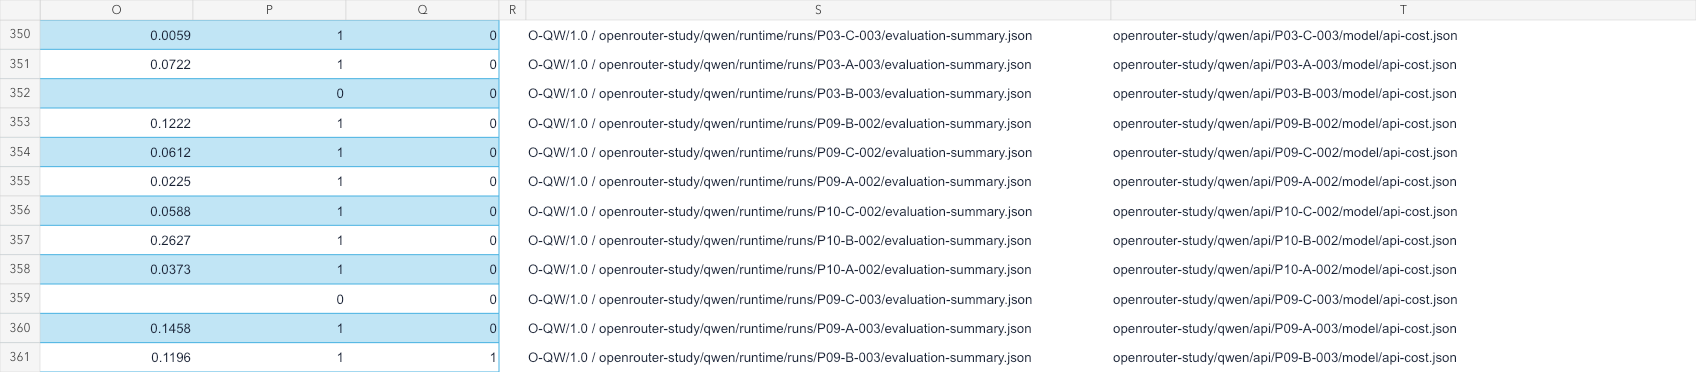 O P Q R S T
350 0.0059 1 0 O-QW/1.0 / openrouter-study/qwen/runtime/runs/P03-C-003/evaluation-summary.json openrouter-study/qwen/api/P03-C-003/model/api-cost.json
351 0.0722 1 0 O-QW/1.0 / openrouter-study/qwen/runtime/runs/P03-A-003/evaluation-summary.json openrouter-study/qwen/api/P03-A-003/model/api-cost.json
352 0 0 O-QW/1.0 / openrouter-study/qwen/runtime/runs/P03-B-003/evaluation-summary.json openrouter-study/qwen/api/P03-B-003/model/api-cost.json
353 0.1222 1 0 O-QW/1.0 / openrouter-study/qwen/runtime/runs/P09-B-002/evaluation-summary.json openrouter-study/qwen/api/P09-B-002/model/api-cost.json
354 0.0612 1 0 O-QW/1.0 / openrouter-study/qwen/runtime/runs/P09-C-002/evaluation-summary.json openrouter-study/qwen/api/P09-C-002/model/api-cost.json
355 0.0225 1 0 O-QW/1.0 / openrouter-study/qwen/runtime/runs/P09-A-002/evaluation-summary.json openrouter-study/qwen/api/P09-A-002/model/api-cost.json
356 0.0588 1 0 O-QW/1.0 / openrouter-study/qwen/runtime/runs/P10-C-002/evaluation-summary.json openrouter-study/qwen/api/P10-C-002/model/api-cost.json
357 0.2627 1 0 O-QW/1.0 / openrouter-study/qwen/runtime/runs/P10-B-002/evaluation-summary.json openrouter-study/qwen/api/P10-B-002/model/api-cost.json
358 0.0373 1 0 O-QW/1.0 / openrouter-study/qwen/runtime/runs/P10-A-002/evaluation-summary.json openrouter-study/qwen/api/P10-A-002/model/api-cost.json
359 0 0 O-QW/1.0 / openrouter-study/qwen/runtime/runs/P09-C-003/evaluation-summary.json openrouter-study/qwen/api/P09-C-003/model/api-cost.json
360 0.1458 1 0 O-QW/1.0 / openrouter-study/qwen/runtime/runs/P09-A-003/evaluation-summary.json openrouter-study/qwen/api/P09-A-003/model/api-cost.json
361 0.1196 1 1 O-QW/1.0 / openrouter-study/qwen/runtime/runs/P09-B-003/evaluation-summary.json openrouter-study/qwen/api/P09-B-003/model/api-cost.json